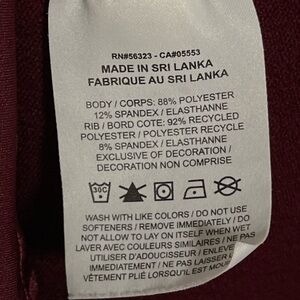 RN#56323 - CA#05553
MADE IN SRI LANKA
FABRIQUE AU SRI LANKA
BODY / CORPS: 88% POLYESTER
12% SPANDEX / ELASTHANNE
RIB / BORD COTE: 92% RECYCLED
POLYESTER / POLYESTER RECYCLE
8% SPANDEX / ELASTHANNE
EXCLUSIVE OF DECORATION /
DECORATION NON COMPRISE
30C
WASH WITH LIKE COLORS / DO NOT USE
SOFTENERS / REMOVE IMMEDIATELY / DO
NOT ALLOW TO LAY ON ITSELF WHEN WET
LAVER AVEC COULEURS SIMILAIRES / NE PAS
UTILISER D'ADOUCISSEUR / ENLEVER
IMMEDIATEMENT / NE PAS LAISSER
VÊTEMENT PLIÉ LORSQU'IL EST